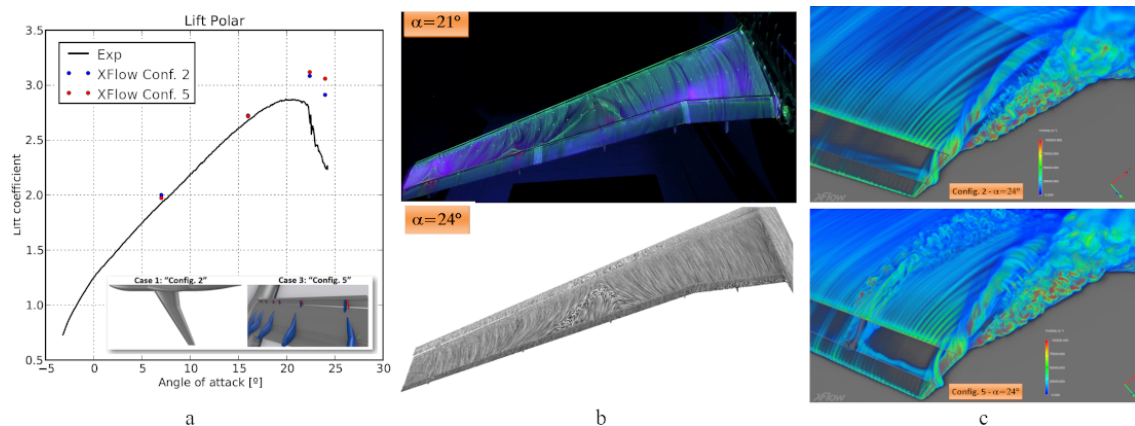 Lift Polar
3.5
3.0
2.5
2.0
1.5
1.0
0.5
Lift coefficient
Exp
XFlow Conf. 2
XFlow Conf. 5
Case 1: "Config. 2"
Case 3: "Config. 5"
−5
0
5
10
15
20
25
30
Angle of attack [º]
a
α=21°
α=24°
b
XFlow
Config. 2 - α=24°
XFlow
Config. 5 - α=24°
c